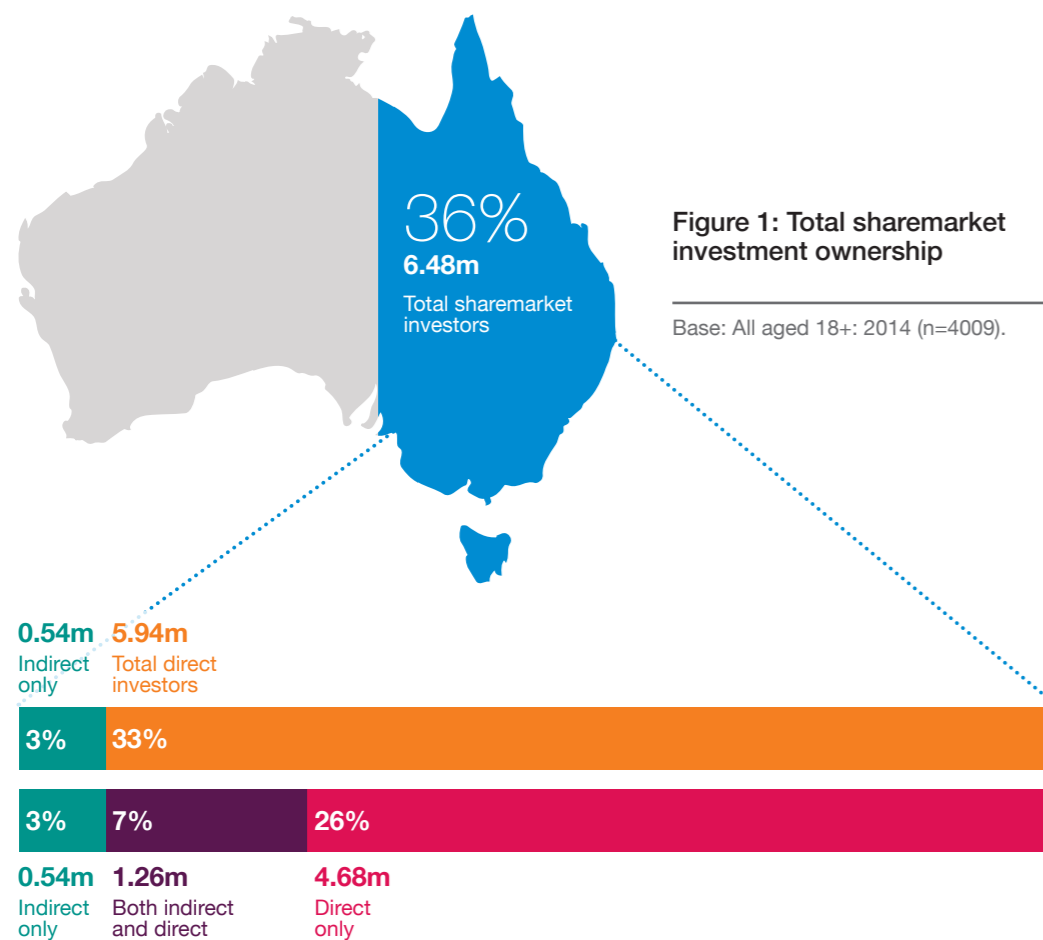 36%
6.48m
Total sharemarket
investors
Figure 1: Total sharemarket
investment ownership
Base: All aged 18+: 2014 (n=4009).
0.54m
Indirect
only
5.94m
Total direct
investors
3%
33%
3%
7%
26%
0.54m
Indirect
only
1.26m
Both indirect
and direct
4.68m
Direct
only